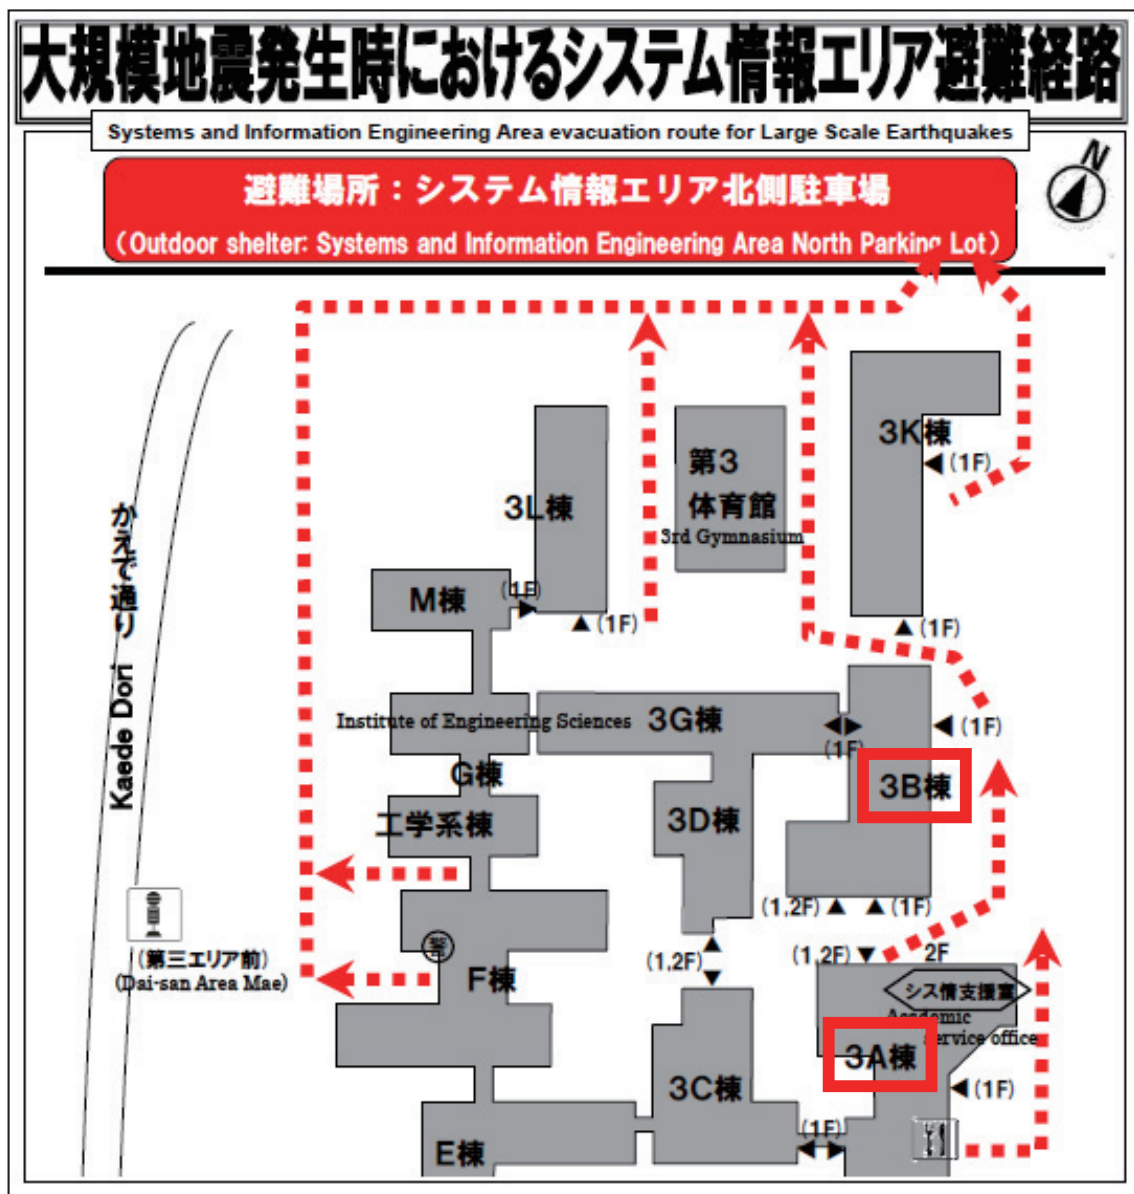 大規模地震発生時におけるシステム情報エリア避難経路
Systems and Information Engineering Area evacuation route for Large Scale Earthquakes
N
避難場所：システム情報エリア北側駐車場
（Outdoor shelter: Systems and Information Engineering Area North Parking Lot）
3K棟
(1F)
第3
体育館
3rd Gymnasium
3L棟
かえで通り Kaede Dori
M棟
(1F)
(1F)
(1F)
Institute of Engineering Sciences
3G棟
(1F)
(1F)
G棟
3B棟
工学系棟
3D棟
(1,2F)
(1F)
警
(第三エリア前)
(Dai-san Area Mae)
F棟
(1,2F)
(1,2F)
2F
シス情支援室
Academic
service office
3A棟
3C棟
(1F)
(1F)
E棟